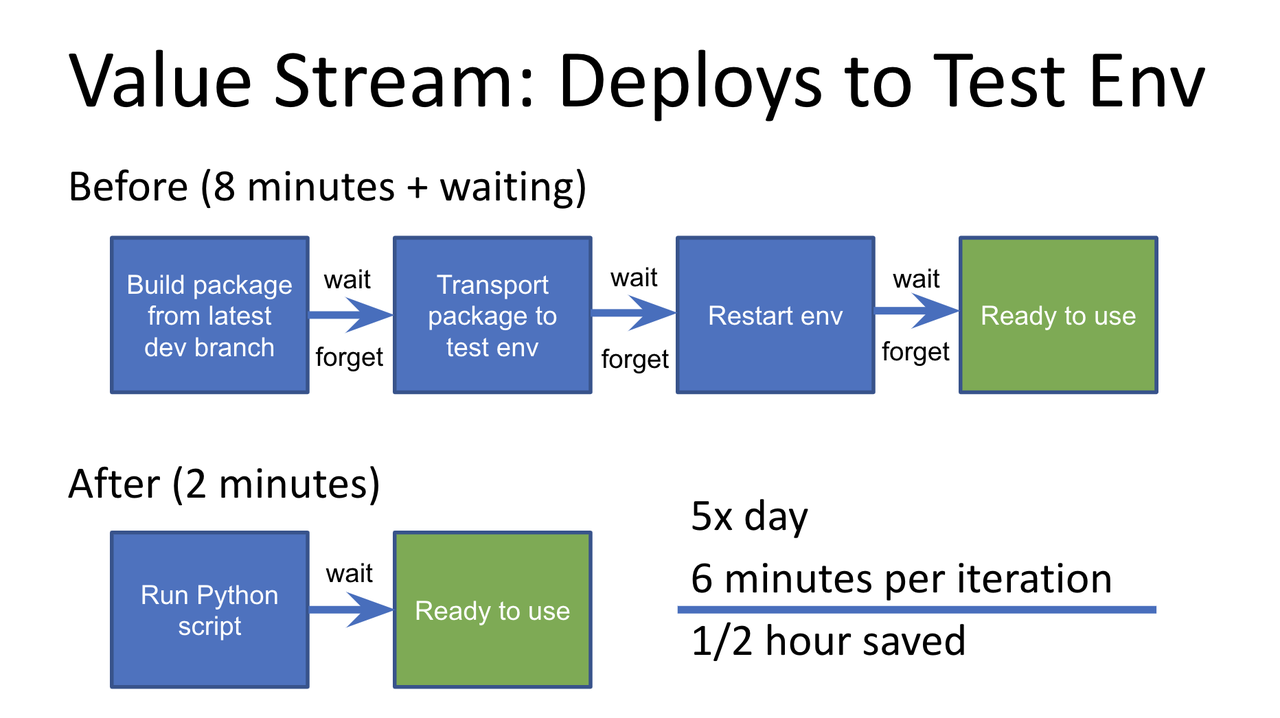 Value Stream: Deploys to Test Env
Before (8 minutes + waiting)
Build package
from latest
dev branch
wait
forget
Transport
package to
test env
wait
forget
Restart env
wait
forget
Ready to use
After (2 minutes)
Run Python
script
wait
Ready to use
5x day
6 minutes per iteration
1/2 hour saved